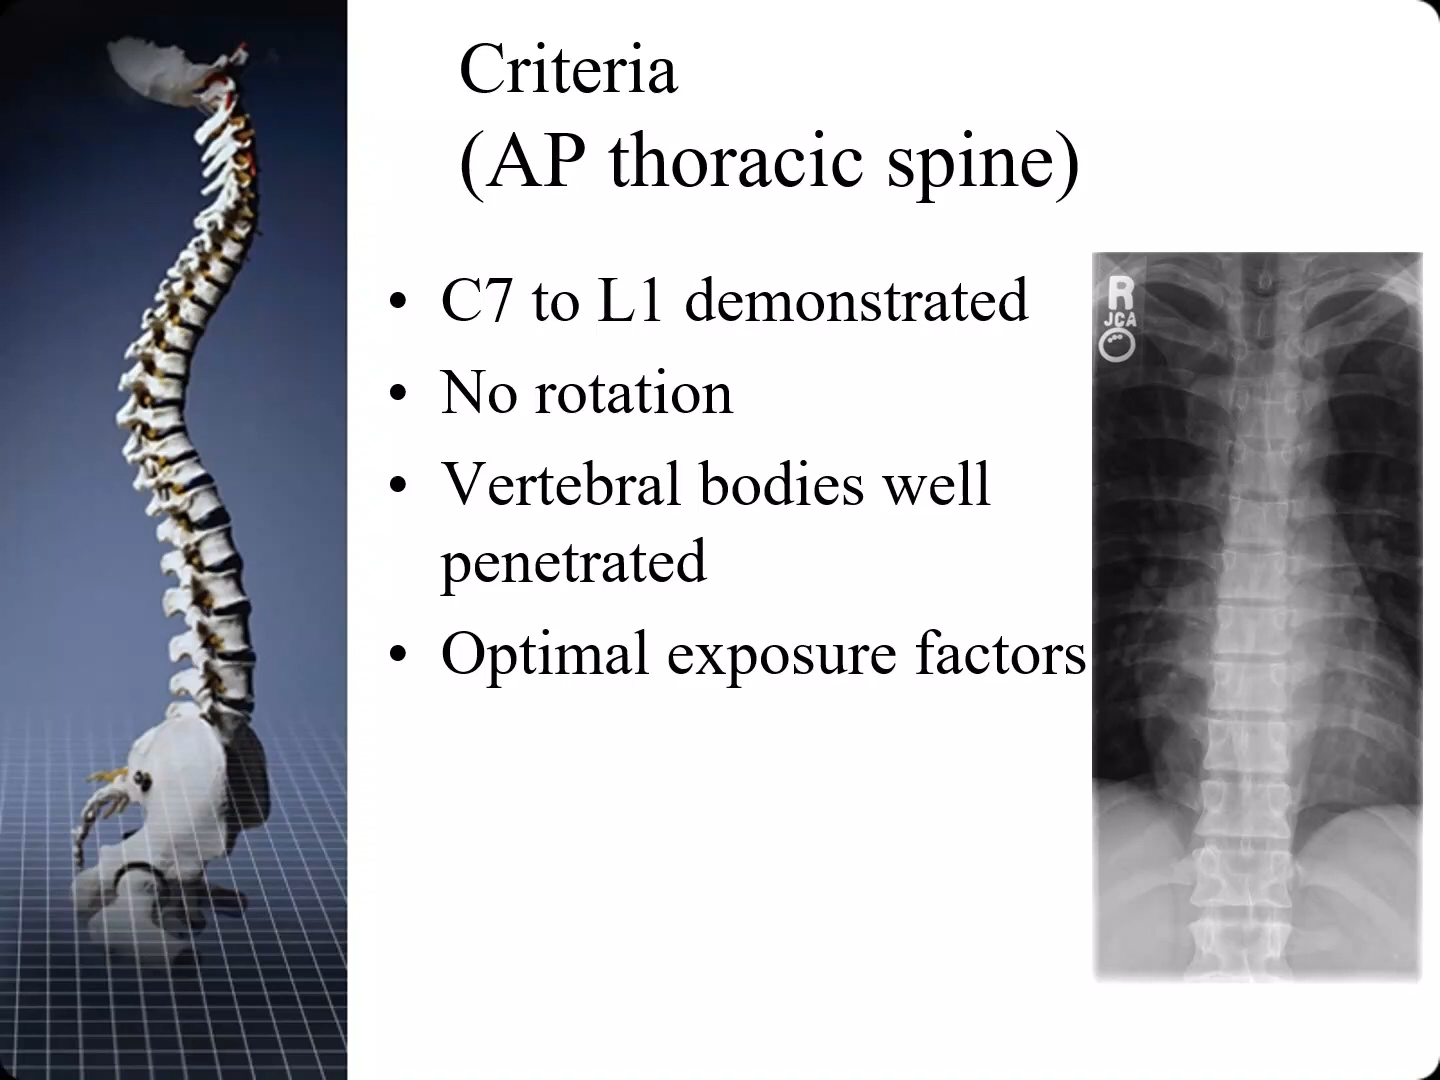 Criteria
(AP thoracic spine)
• C7 to L1 demonstrated
• No rotation
• Vertebral bodies well
penetrated
• Optimal exposure factors
R
JCA